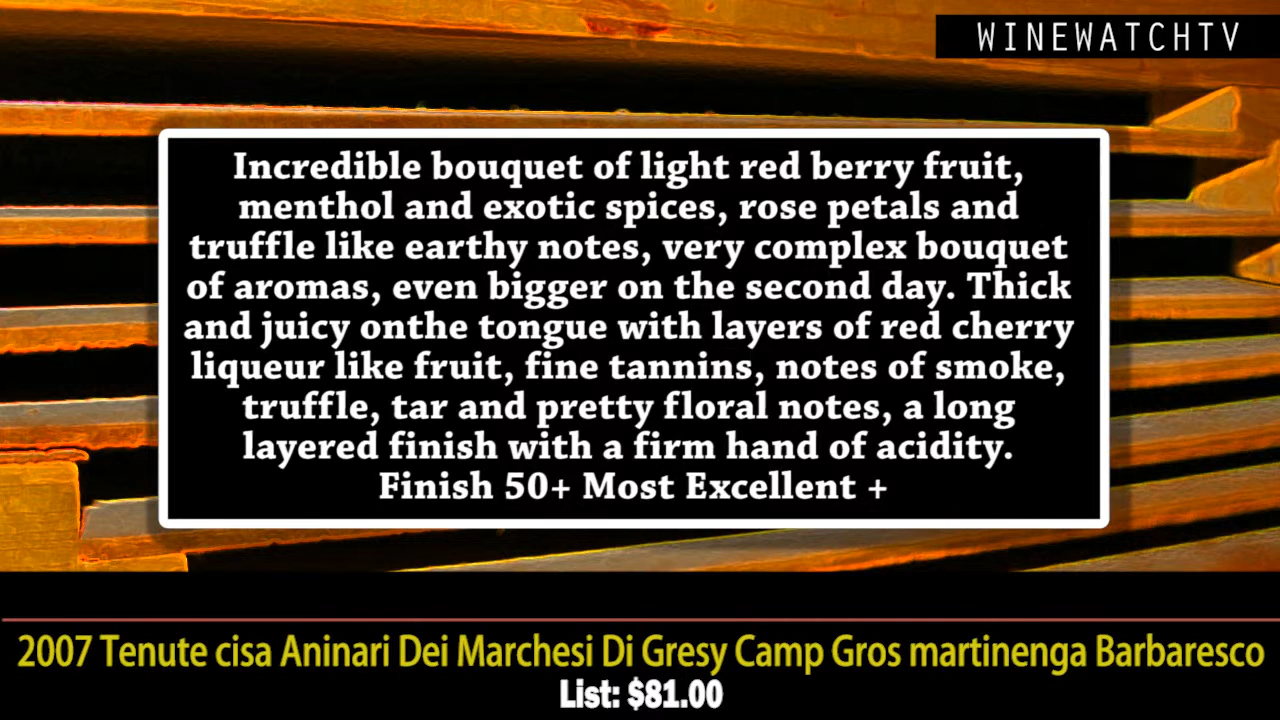 WINEWATCHTV
Incredible bouquet of light red berry fruit,
menthol and exotic spices, rose petals and
truffle like earthy notes, very complex bouquet
of aromas, even bigger on the second day. Thick
and juicy onthe tongue with layers of red cherry
liqueur like fruit, fine tannins, notes of smoke,
truffle, tar and pretty floral notes, a long
layered finish with a firm hand of acidity.
Finish 50+ Most Excellent +
2007 Tenute cisa Aninari Dei Marchesi Di Gresy Camp Gros martinenga Barbaresco
List: $81.00